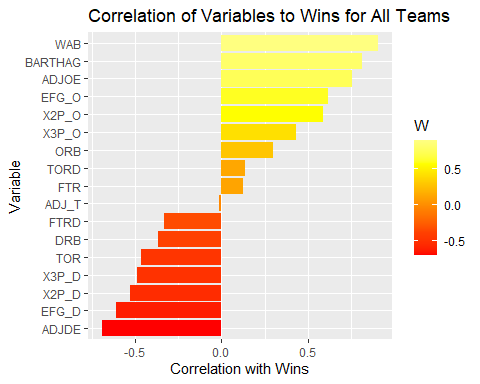 Correlation of Variables to Wins for All Teams
WAB
BARTHAG
ADJOE
EFG_O
X2P_O
X3P_O
ORB
TORD
FTR
ADJ_T
FTRD
DRB
TOR
X3P_D
X2P_D
EFG_D
ADJDE
Variable
-0.5
0.0
0.5
Correlation with Wins
W
0.5
0.0
-0.5